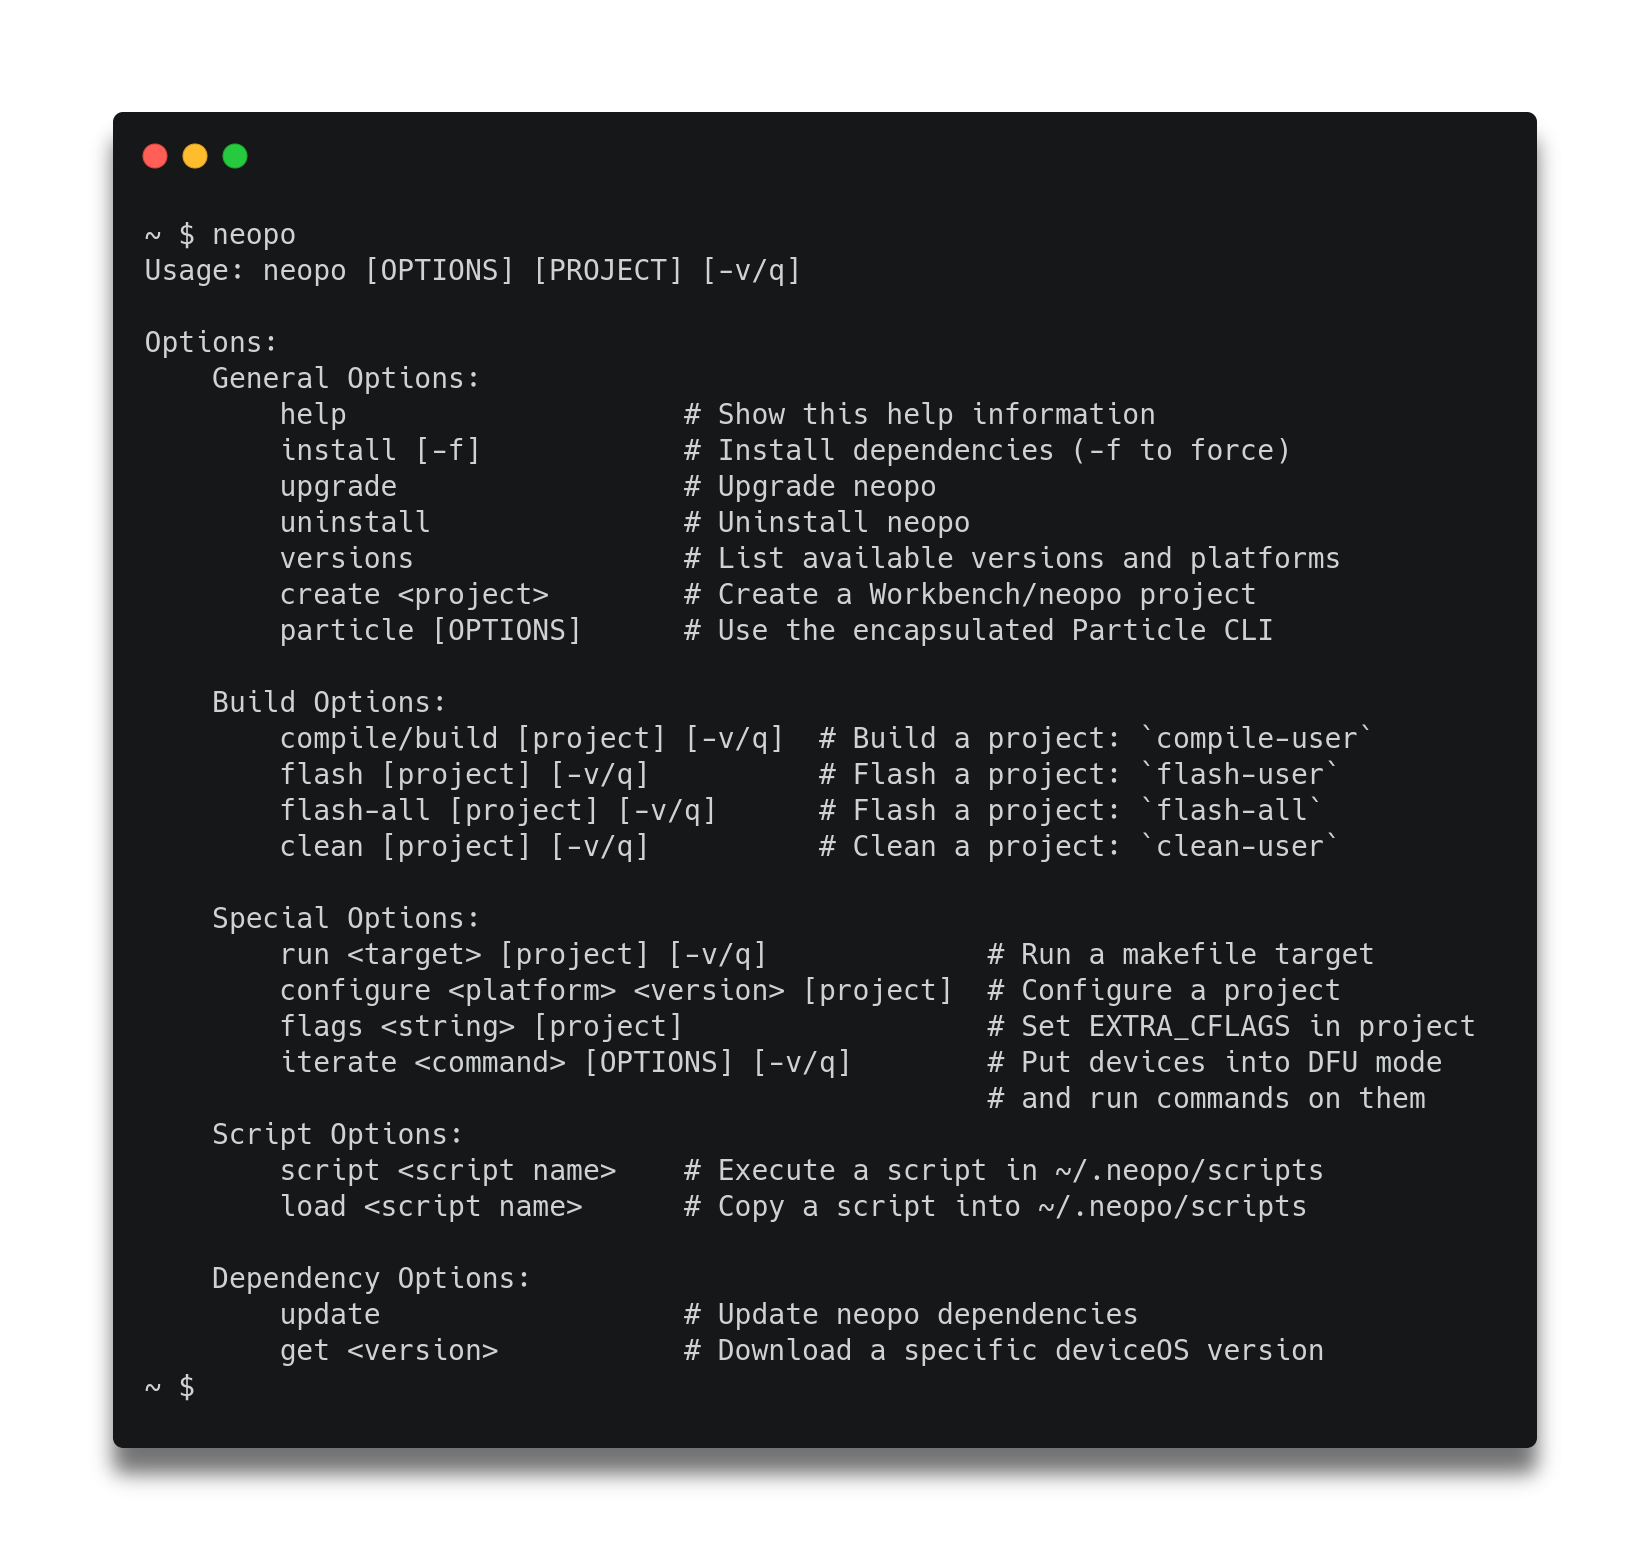 ~ $ neopo
Usage: neopo [OPTIONS] [PROJECT] [-v/q]

Options:
    General Options:
        help                    # Show this help information
        install [-f]            # Install dependencies (-f to force)
        upgrade                 # Upgrade neopo
        uninstall               # Uninstall neopo
        versions                # List available versions and platforms
        create <project>        # Create a Workbench/neopo project
        particle [OPTIONS]      # Use the encapsulated Particle CLI

    Build Options:
        compile/build [project] [-v/q]  # Build a project: `compile-user`
        flash [project] [-v/q]          # Flash a project: `flash-user`
        flash-all [project] [-v/q]      # Flash a project: `flash-all`
        clean [project] [-v/q]          # Clean a project: `clean-user`

    Special Options:
        run <target> [project] [-v/q]             # Run a makefile target
        configure <platform> <version> [project]  # Configure a project
        flags <string> [project]                  # Set EXTRA_CFLAGS in project
        iterate <command> [OPTIONS] [-v/q]        # Put devices into DFU mode
                                                  # and run commands on them
    Script Options:
        script <script name>    # Execute a script in ~/.neopo/scripts
        load <script name>      # Copy a script into ~/.neopo/scripts

    Dependency Options:
        update                  # Update neopo dependencies
        get <version>           # Download a specific deviceOS version
~ $